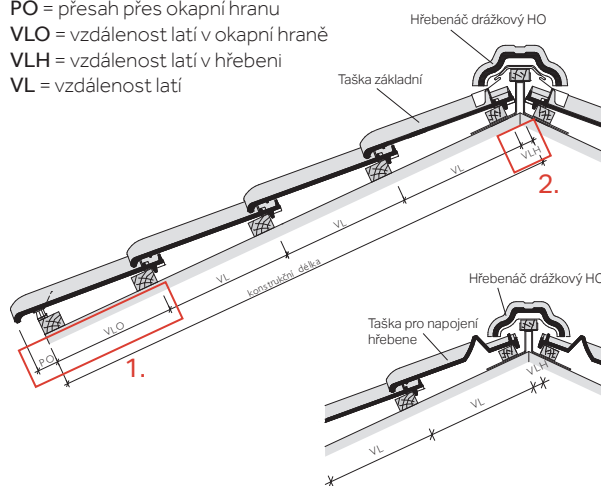 PO = přesah přes okapní hranu
VLO = vzdálenost latí v okapní hraně
VLH = vzdálenost latí v hřebeni
VL = vzdálenost latí
Hřebenáč drážkový HO
Taška základní
VLH
2.
VL
VL
VL
konstrukční délka
VLO
PO
1.
Hřebenáč drážkový HO
Taška pro napojení
hřebene
VLH
VL
VL